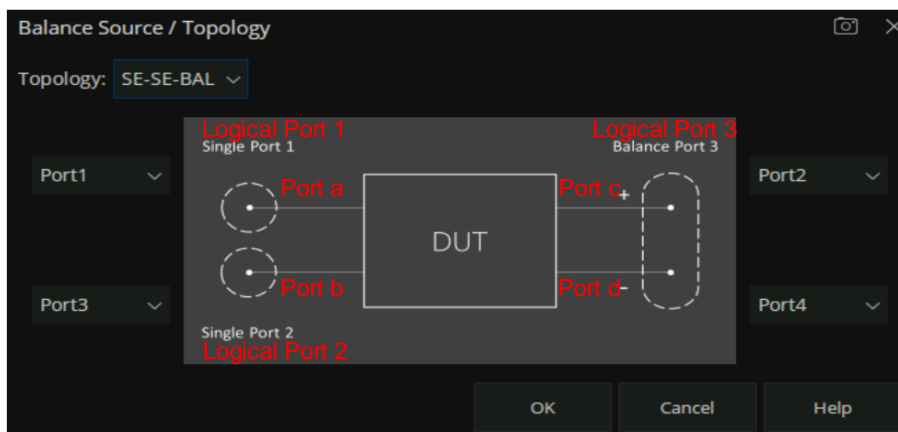 Balance Source / Topology
Topology: SE-SE-BAL
Logical Port 1
Single Port 1
Logical Port 3
Balance Port 3
Port1
Port a
Port c
+
Port2
DUT
Port3
Port b
Port d
-
Port4
Single Port 2
Logical Port 2
OK
Cancel
Help